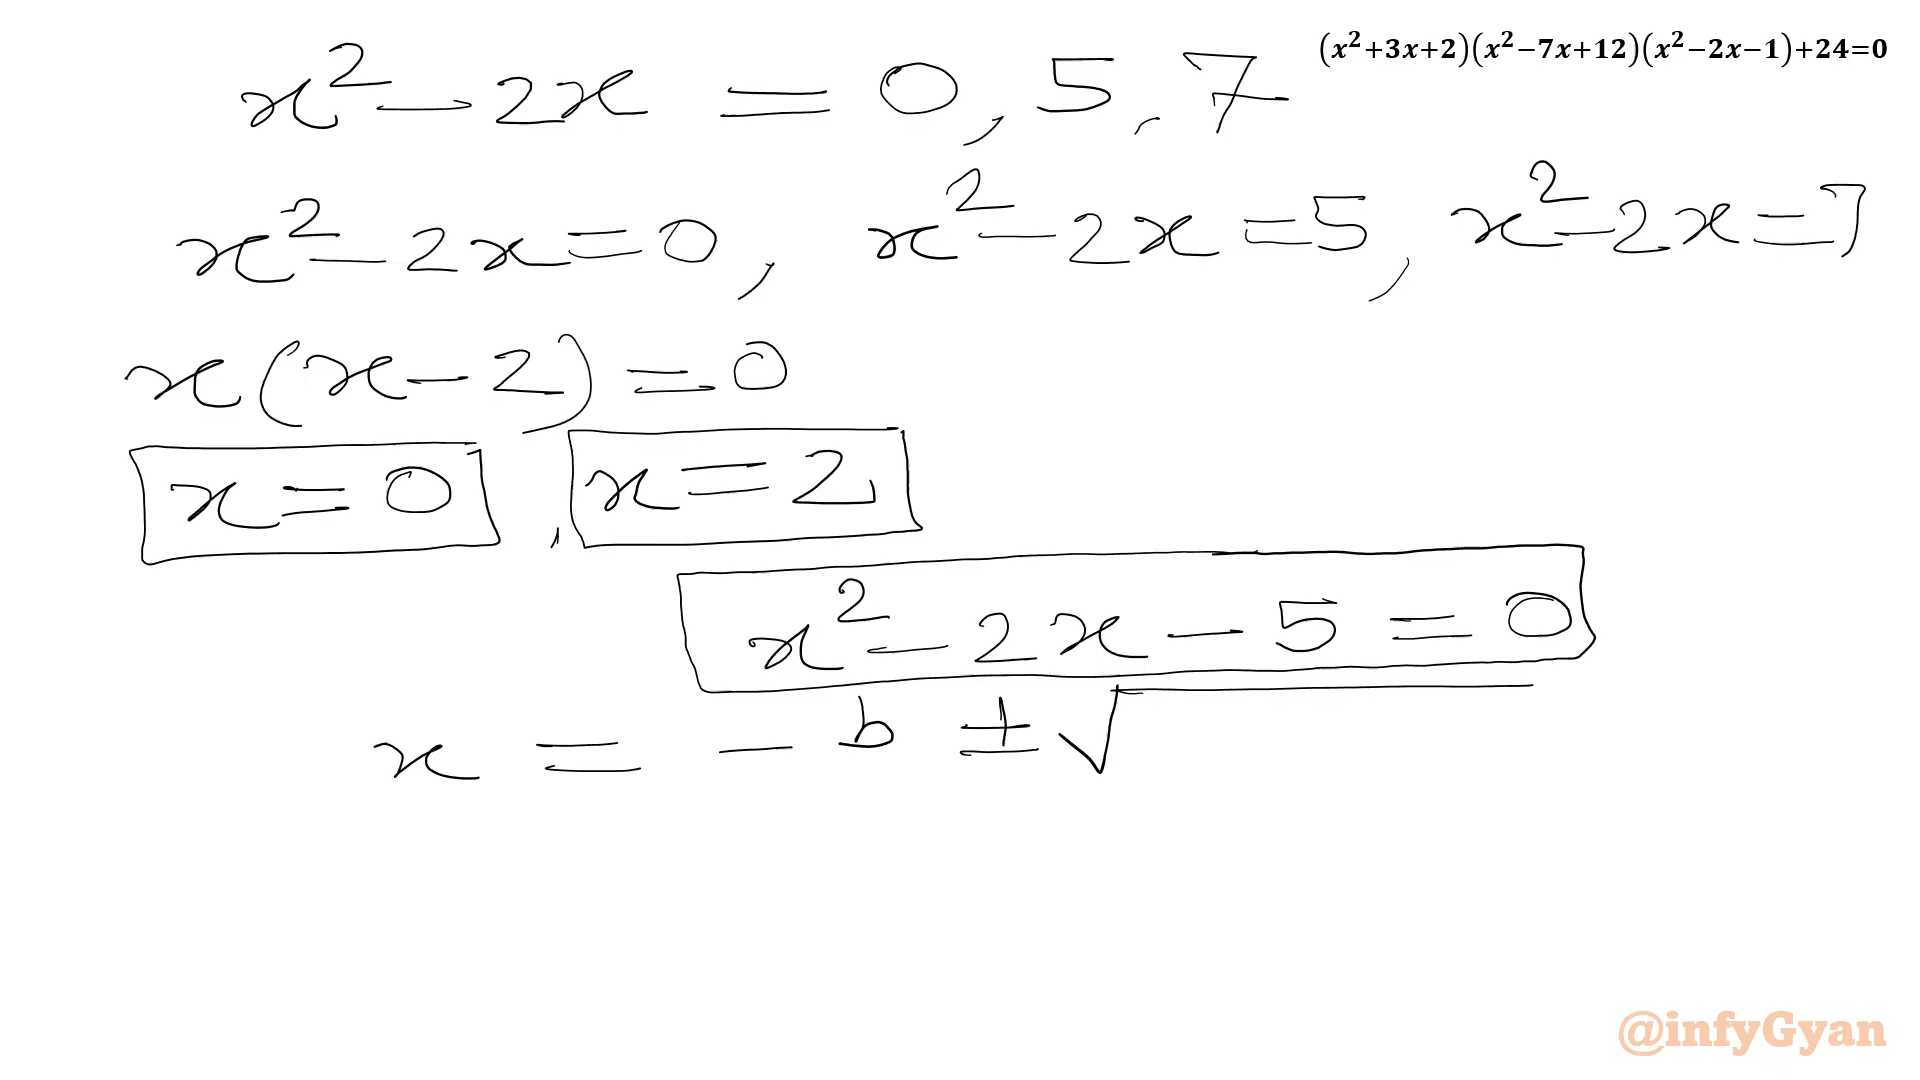 (x²+3x+2)(x²−7x+12)(x²−2x−1)+24=0
x² − 2x = 0, 5, 7
x² − 2x = 0, x² − 2x = 5, x² − 2x = 7
x(x − 2) = 0
x = 0, x = 2
x² − 2x − 5 = 0
x = − b ± √
@infyGyan